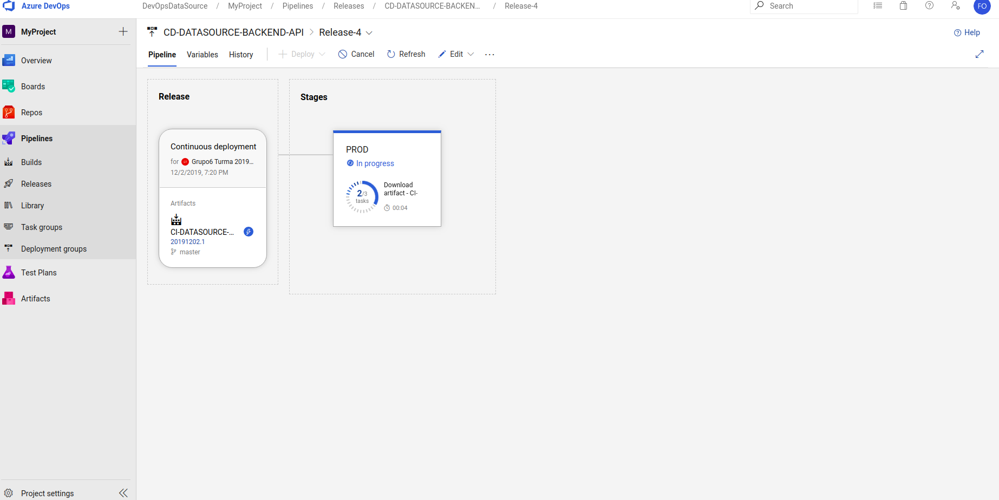 Azure DevOps
DevOpsDataSource / MyProject / Pipelines / Releases / CD-DATASOURCE-BACKEN... / Release-4
Search
FO
M MyProject
Overview
Boards
Repos
Pipelines
Builds
Releases
Library
Task groups
Deployment groups
Test Plans
Artifacts
Project settings
CD-DATASOURCE-BACKEND-API > Release-4
Help
Pipeline Variables History Deploy Cancel Refresh Edit ...
Release
Continuous deployment
for GT Grupo6 Turma 2019...
12/2/2019, 7:20 PM
Artifacts
CI-DATASOURCE-...
20191202.1
master
Stages
PROD
In progress
2/3
tasks
Download
artifact - CI-
00:04